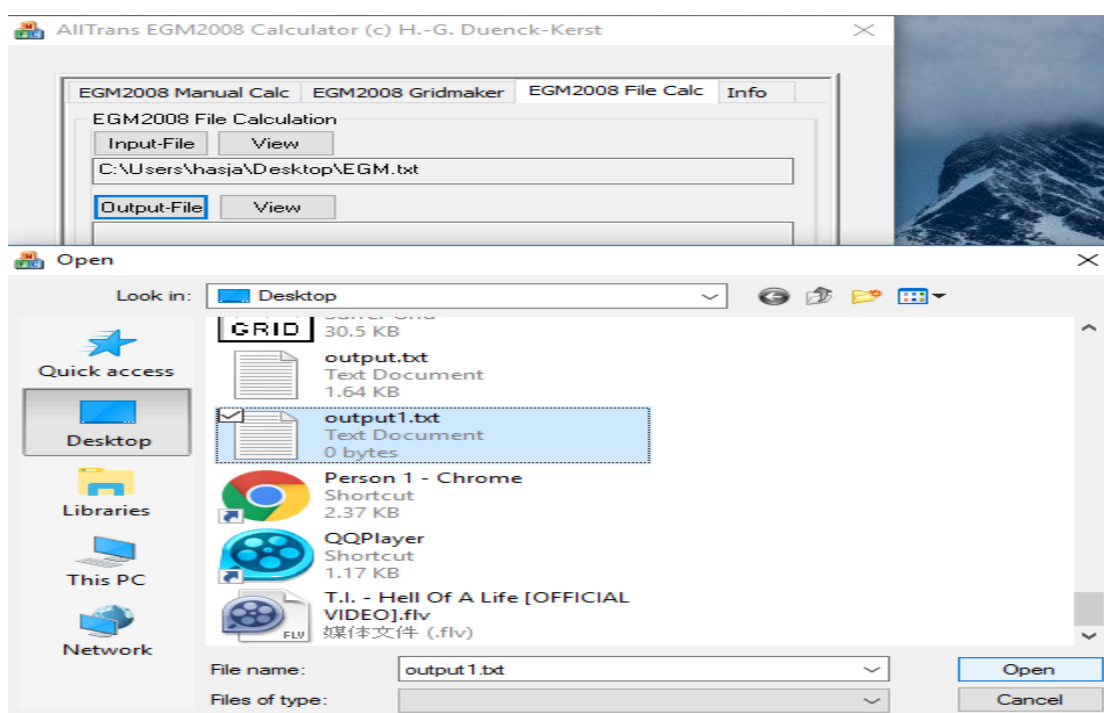 AllTrans EGM2008 Calculator (c) H.-G. Duenck-Kerst
EGM2008 Manual Calc EGM2008 Gridmaker EGM2008 File Calc Info
EGM2008 File Calculation
Input-File View
C:\Users\hasja\Desktop\EGM.txt
Output-File View
Open
Look in: Desktop
GRID
30.5 KB
output.txt
Text Document
1.64 KB
output1.txt
Text Document
0 bytes
Person 1 - Chrome
Shortcut
2.37 KB
QQPlayer
Shortcut
1.17 KB
T.I. - Hell Of A Life [OFFICIAL
VIDEO].flv
FLV
媒体文件 (.flv)
Quick access
Desktop
Libraries
This PC
Network
File name: output1.txt Open
Files of type: Cancel